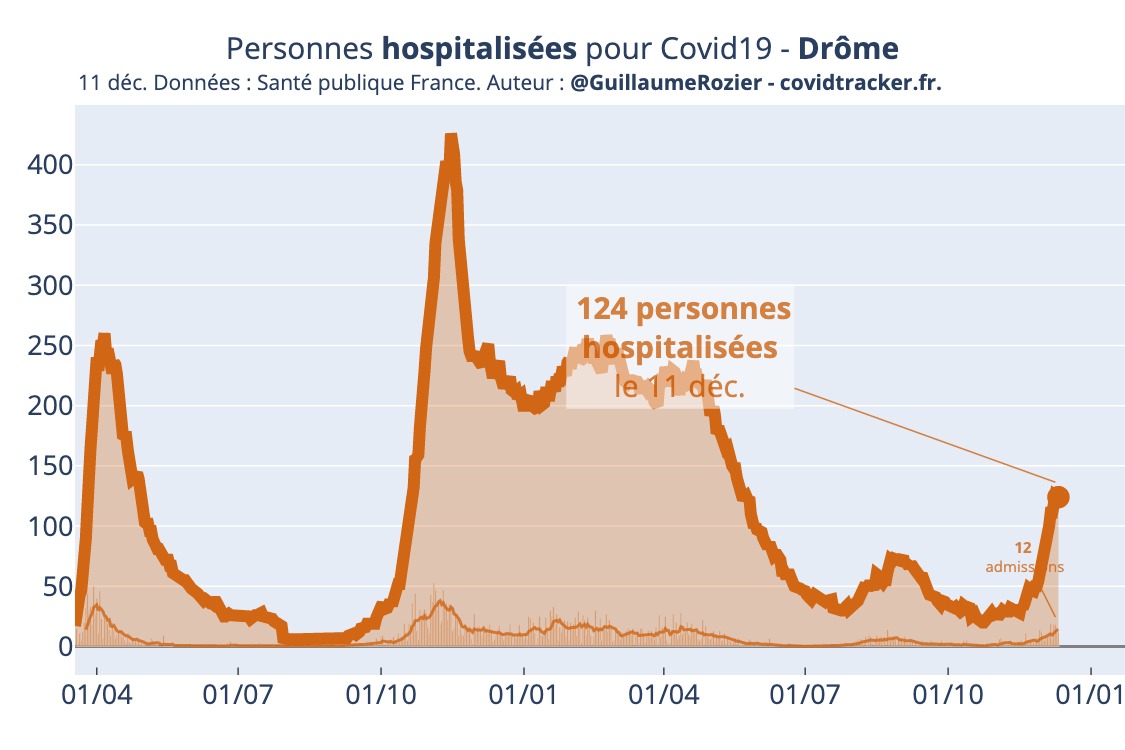 Personnes hospitalisées pour Covid19 - Drôme
11 déc. Données : Santé publique France. Auteur : @GuillaumeRozier - covidtracker.fr.
400
350
300
250
200
150
100
50
0
124 personnes
hospitalisées
le 11 déc.
12
admissions
01/04 01/07 01/10 01/01 01/04 01/07 01/10 01/01